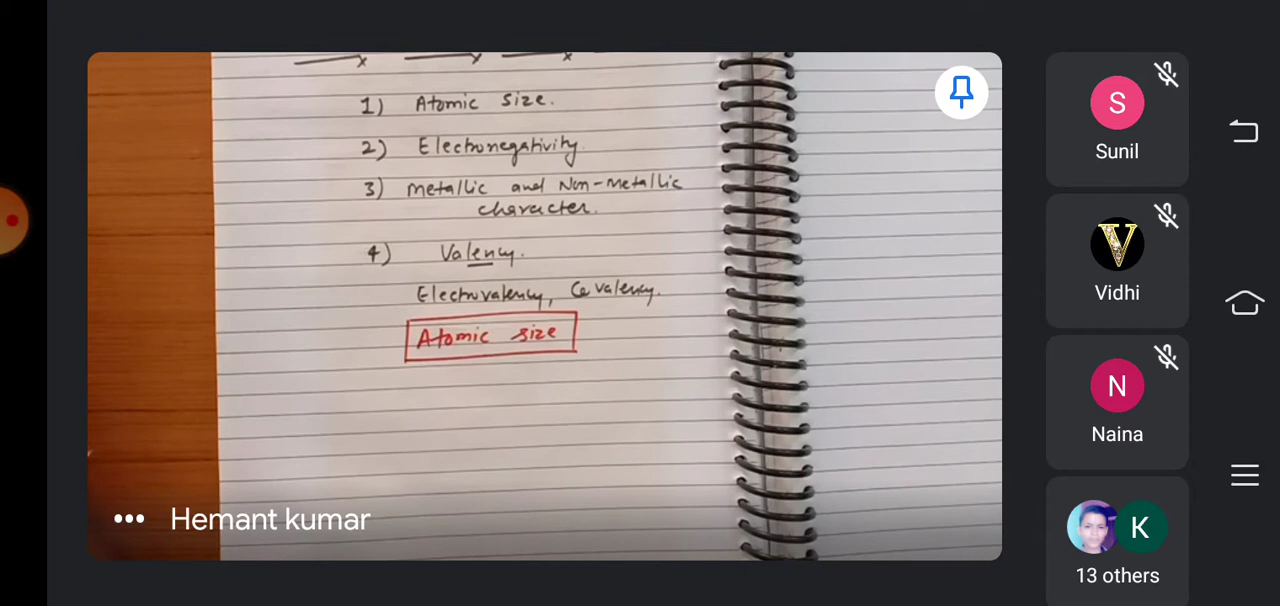 1) Atomic size.
2) Electronegativity.
3) Metallic and Non-Metallic
character.
4) Valency.
Electrovalency, Covalency.
Atomic size
Hemant kumar
S
Sunil
V
Vidhi
N
Naina
K
13 others